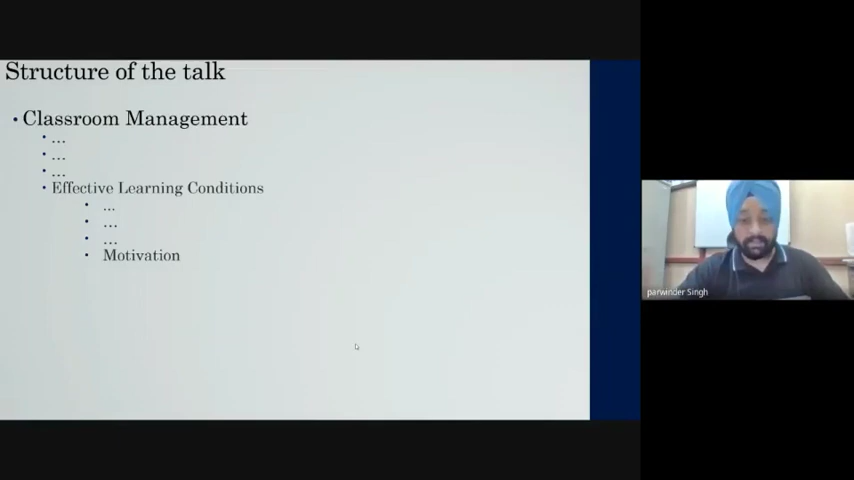 Structure of the talk
• Classroom Management
• ...
• ...
• ...
• Effective Learning Conditions
• ...
• ...
• ...
• Motivation
parwinder Singh